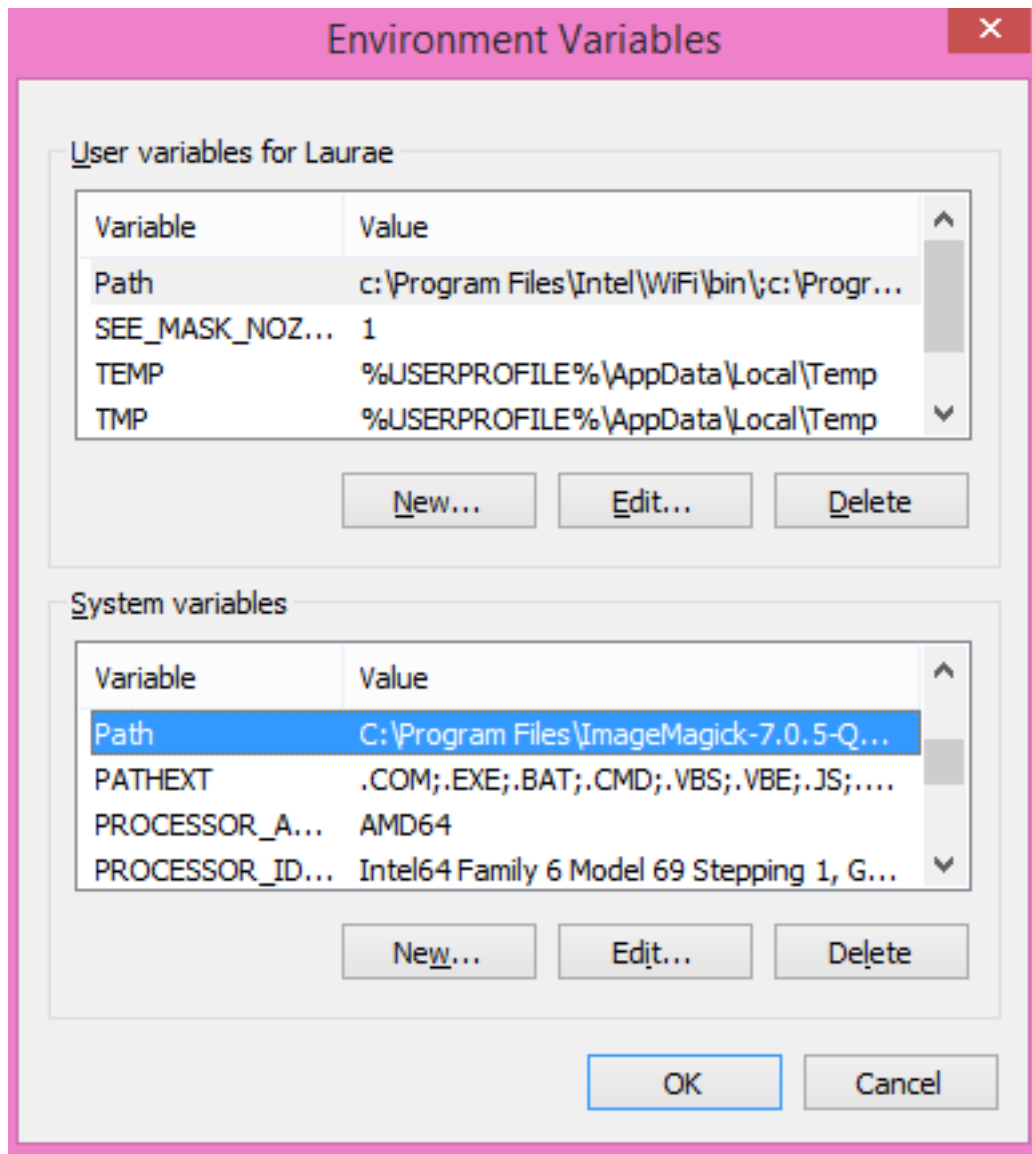 Environment Variables
User variables for Laurae
Variable Value
Path c:\Program Files\Intel\WiFi\bin\;c:\Progr...
SEE_MASK_NOZ... 1
TEMP %USERPROFILE%\AppData\Local\Temp
TMP %USERPROFILE%\AppData\Local\Temp
New... Edit... Delete
System variables
Variable Value
Path C:\Program Files\ImageMagick-7.0.5-Q...
PATHEXT .COM;.EXE;.BAT;.CMD;.VBS;.VBE;.JS;....
PROCESSOR_A... AMD64
PROCESSOR_ID... Intel64 Family 6 Model 69 Stepping 1, G...
New... Edit... Delete
OK Cancel